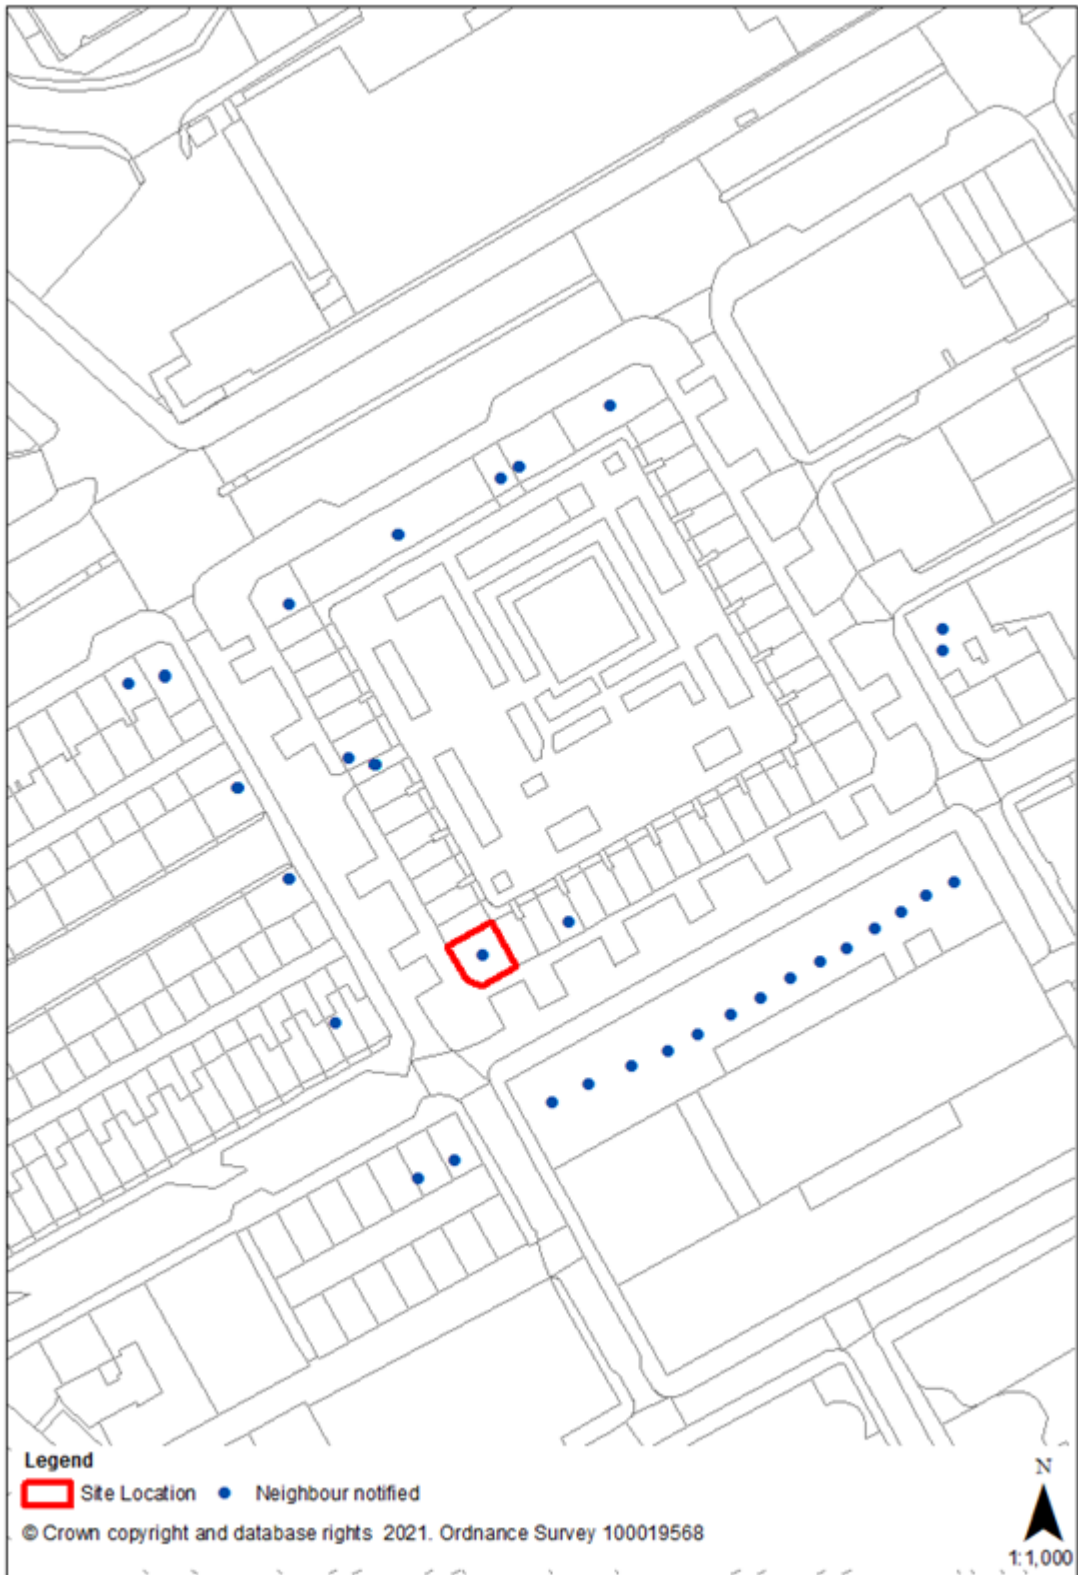 Legend
Site Location
Neighbour notified
© Crown copyright and database rights 2021. Ordnance Survey 100019568
N
1:1,000